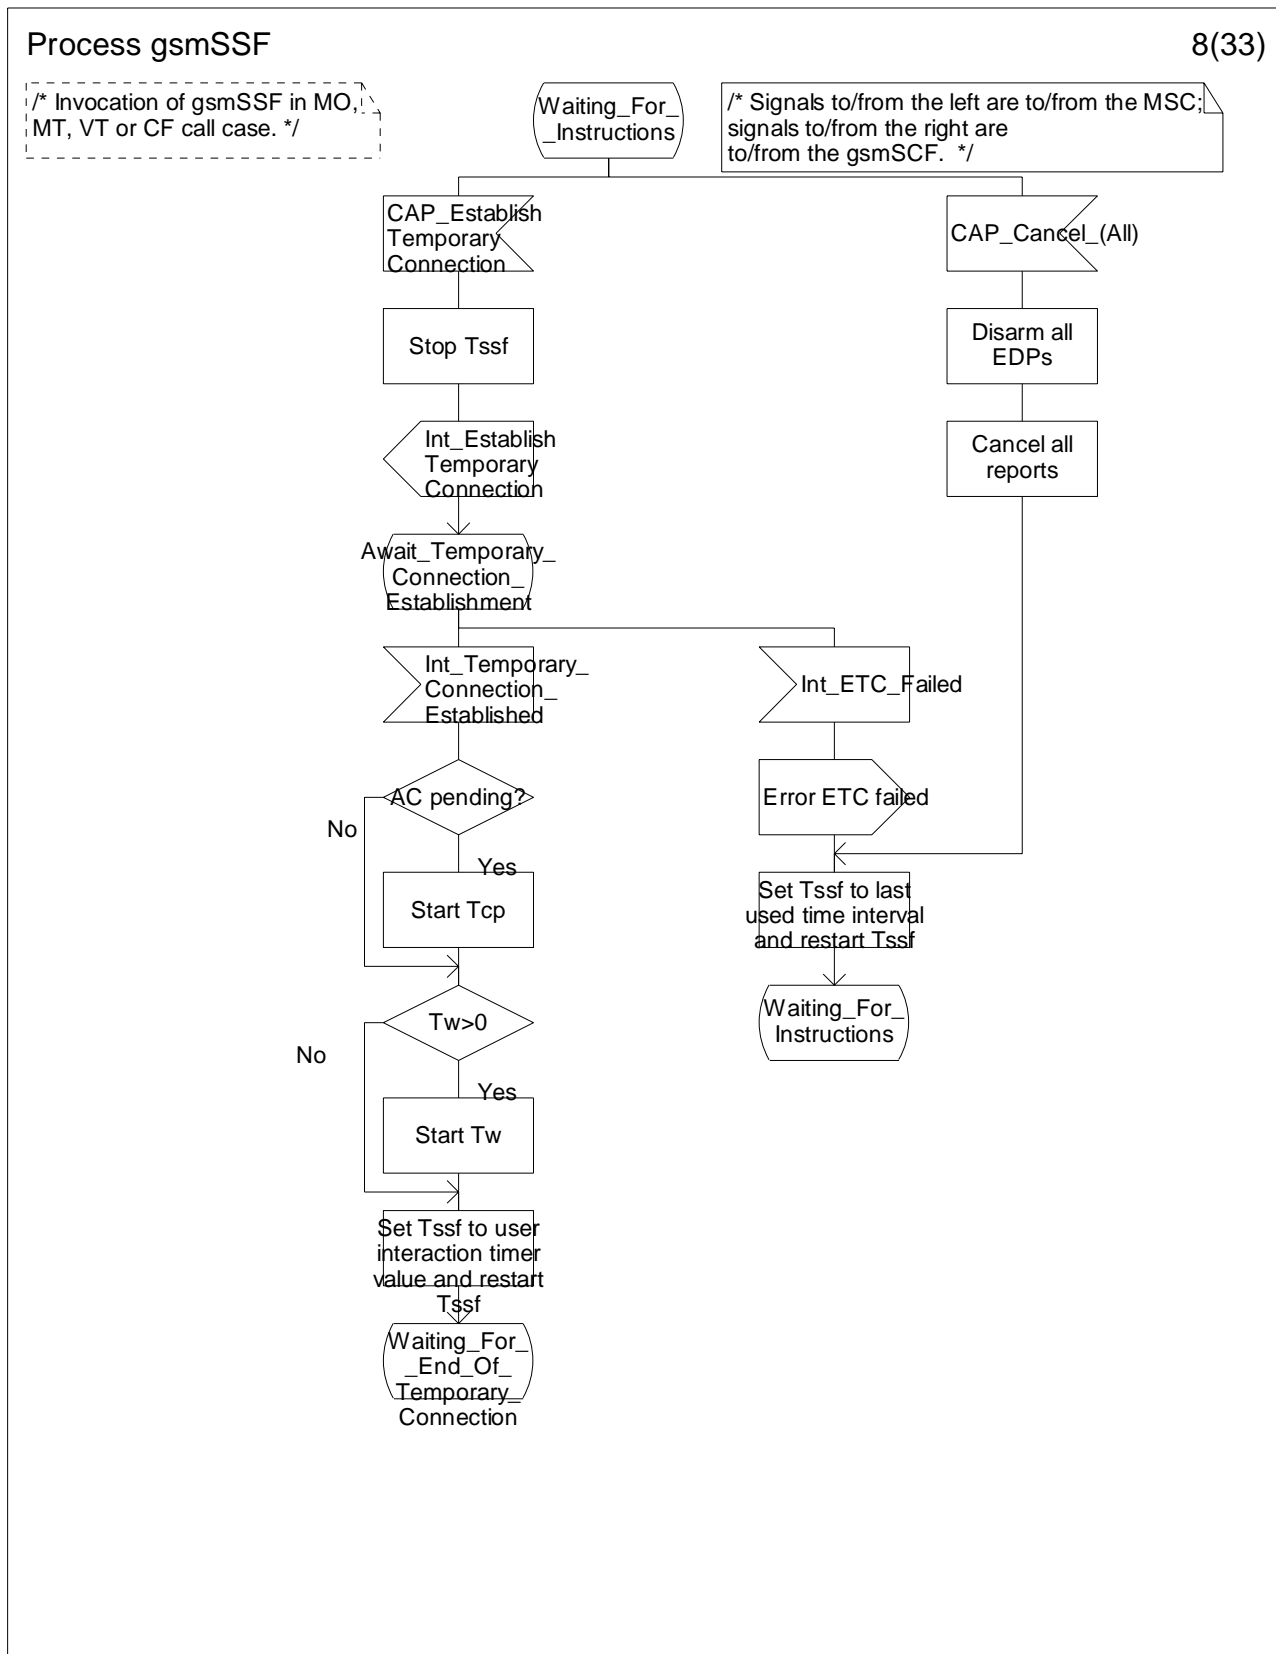 Process gsmSSF
8(33)
/* Invocation of gsmSSF in MO,
MT, VT or CF call case. */
Waiting_For_
_Instructions
/* Signals to/from the left are to/from the MSC;
signals to/from the right are
to/from the gsmSCF.  */
CAP_Establish
Temporary
Connection
CAP_Cancel_(All)
Stop Tssf
Disarm all
EDPs
Int_Establish
Temporary
Connection
Cancel all
reports
Await_Temporary_
Connection_
Establishment
Int_Temporary_
Connection_
Established
Int_ETC_Failed
AC pending?
Error ETC failed
No
Yes
Start Tcp
Set Tssf to last
used time interval
and restart Tssf
Tw>0
Waiting_For_
Instructions
No
Yes
Start Tw
Set Tssf to user
interaction timer
value and restart
Tssf
Waiting_For_
_End_Of_
Temporary_
Connection